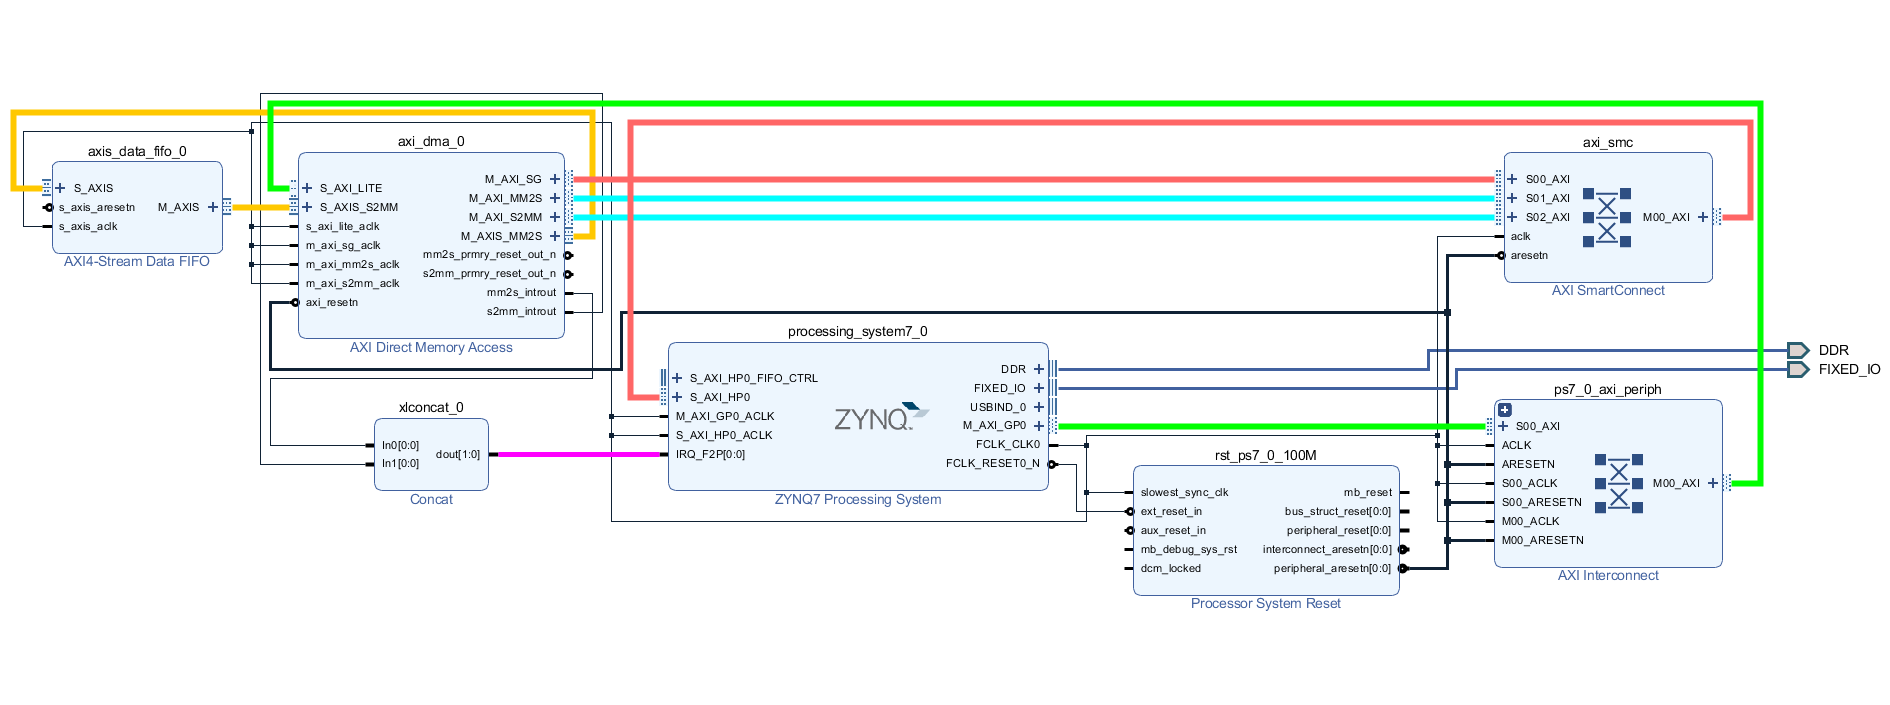 axis_data_fifo_0
S_AXIS
s_axis_aresetn
s_axis_aclk
M_AXIS
AXI4-Stream Data FIFO
axi_dma_0
S_AXI_LITE
S_AXIS_S2MM
s_axi_lite_aclk
m_axi_sg_aclk
m_axi_mm2s_aclk
m_axi_s2mm_aclk
axi_resetn
M_AXI_SG
M_AXI_MM2S
M_AXI_S2MM
M_AXIS_MM2S
mm2s_prmry_reset_out_n
s2mm_prmry_reset_out_n
mm2s_introut
s2mm_introut
AXI Direct Memory Access
xlconcat_0
In0[0:0]
In1[0:0]
dout[1:0]
Concat
processing_system7_0
S_AXI_HP0_FIFO_CTRL
S_AXI_HP0
M_AXI_GP0_ACLK
S_AXI_HP0_ACLK
IRQ_F2P[0:0]
ZYNQ
DDR
FIXED_IO
USBIND_0
M_AXI_GP0
FCLK_CLK0
FCLK_RESET0_N
ZYNQ7 Processing System
rst_ps7_0_100M
slowest_sync_clk
ext_reset_in
aux_reset_in
mb_debug_sys_rst
dcm_locked
mb_reset
bus_struct_reset[0:0]
peripheral_reset[0:0]
interconnect_aresetn[0:0]
peripheral_aresetn[0:0]
Processor System Reset
axi_smc
S00_AXI
S01_AXI
S02_AXI
aclk
aresetn
M00_AXI
AXI SmartConnect
DDR
FIXED_IO
ps7_0_axi_periph
S00_AXI
ACLK
ARESETN
S00_ACLK
S00_ARESETN
M00_ACLK
M00_ARESETN
M00_AXI
AXI Interconnect